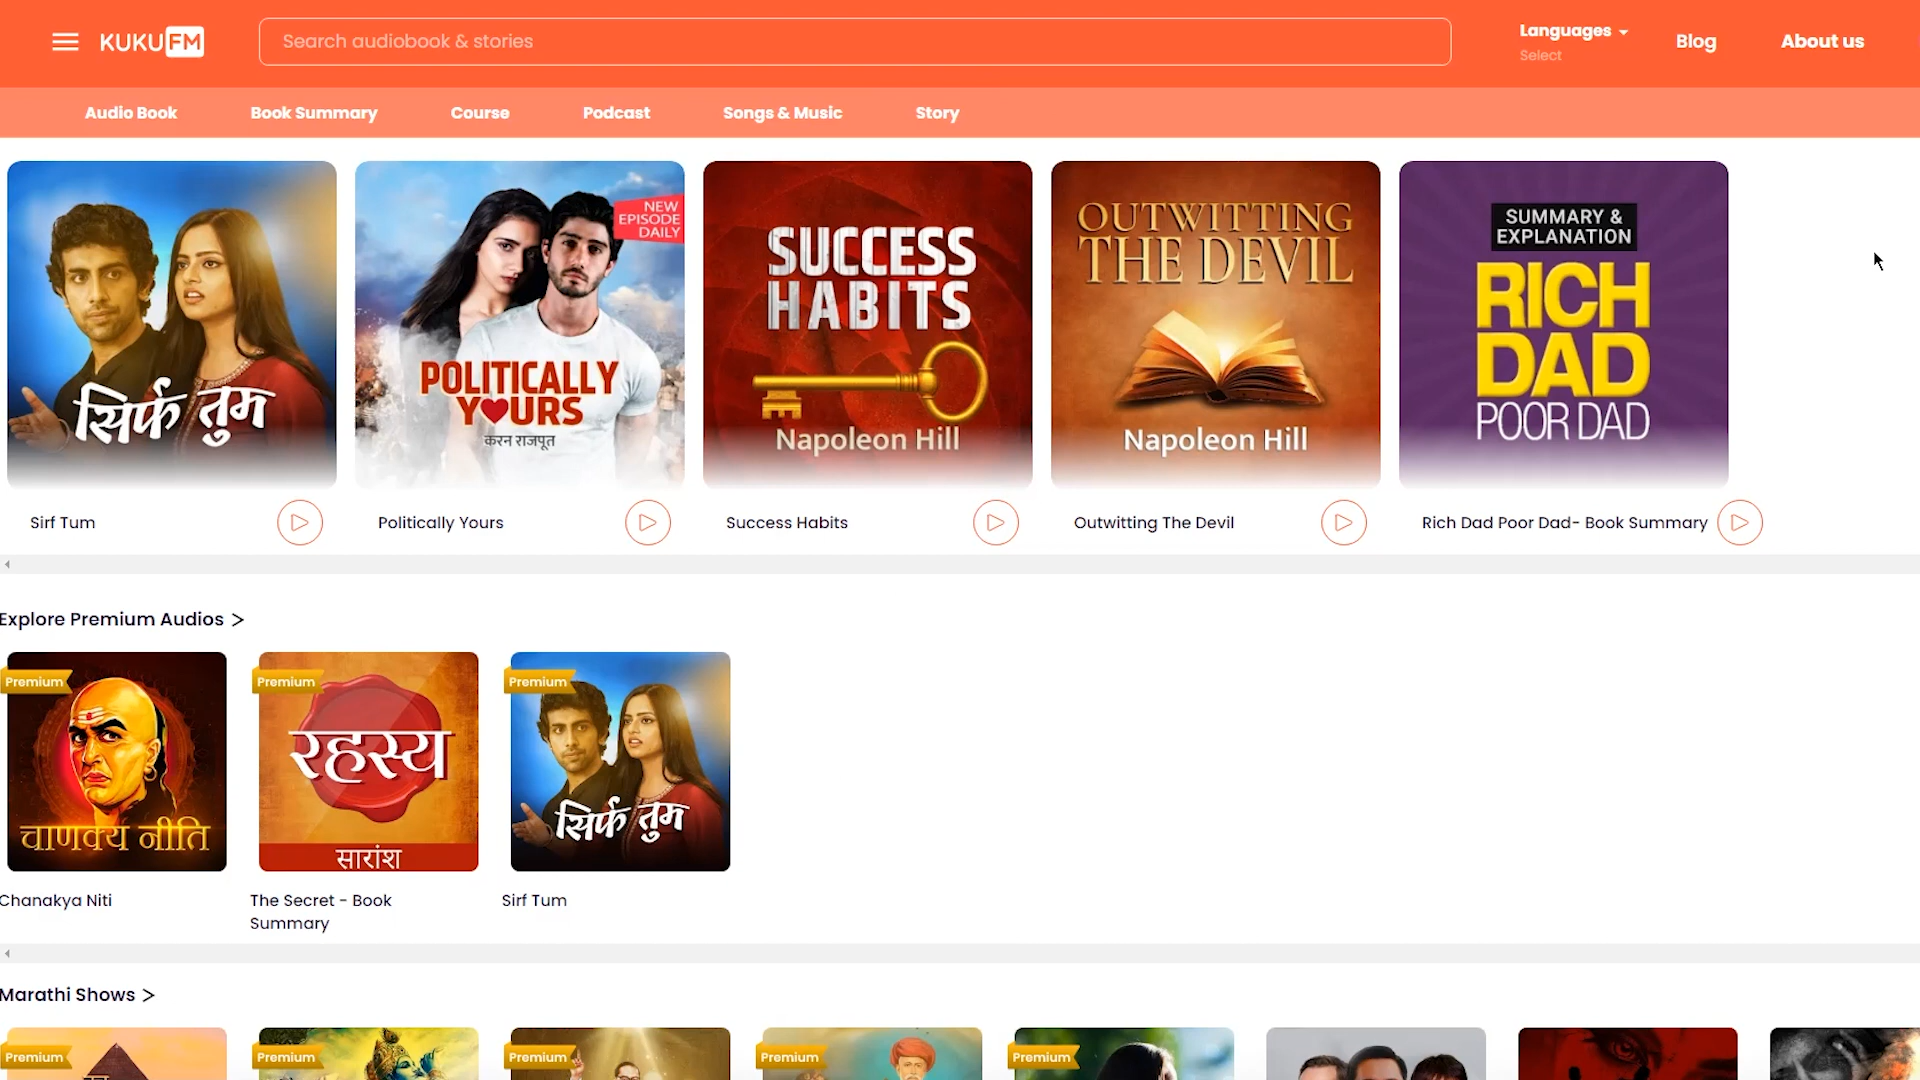 KUKU FM
Search audiobook & stories
Languages
Select
Blog
About us
Audio Book
Book Summary
Course
Podcast
Songs & Music
Story
सिर्फ तुम
NEW
EPISODE
DAILY
POLITICALLY
YOURS
करन राजपूत
SUCCESS
HABITS
Napoleon Hill
OUTWITTING
THE DEVIL
Napoleon Hill
SUMMARY &
EXPLANATION
RICH
DAD
POOR DAD
Sirf Tum
Politically Yours
Success Habits
Outwitting The Devil
Rich Dad Poor Dad- Book Summary
Explore Premium Audios >
Premium
चाणक्य नीति
Premium
रहस्य
सारांश
Premium
सिर्फ तुम
Chanakya Niti
The Secret - Book
Summary
Sirf Tum
Marathi Shows >
Premium
Premium
Premium
Premium
Premium